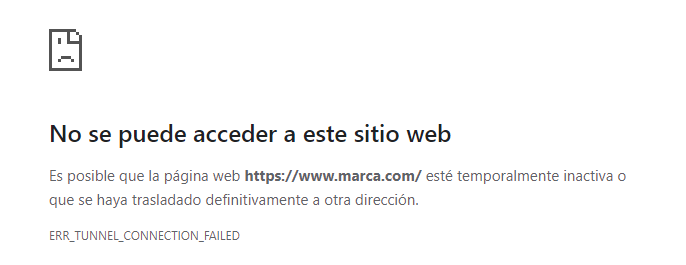 No se puede acceder a este sitio web
Es posible que la página web https://www.marca.com/ esté temporalmente inactiva o
que se haya trasladado definitivamente a otra dirección.
ERR_TUNNEL_CONNECTION_FAILED